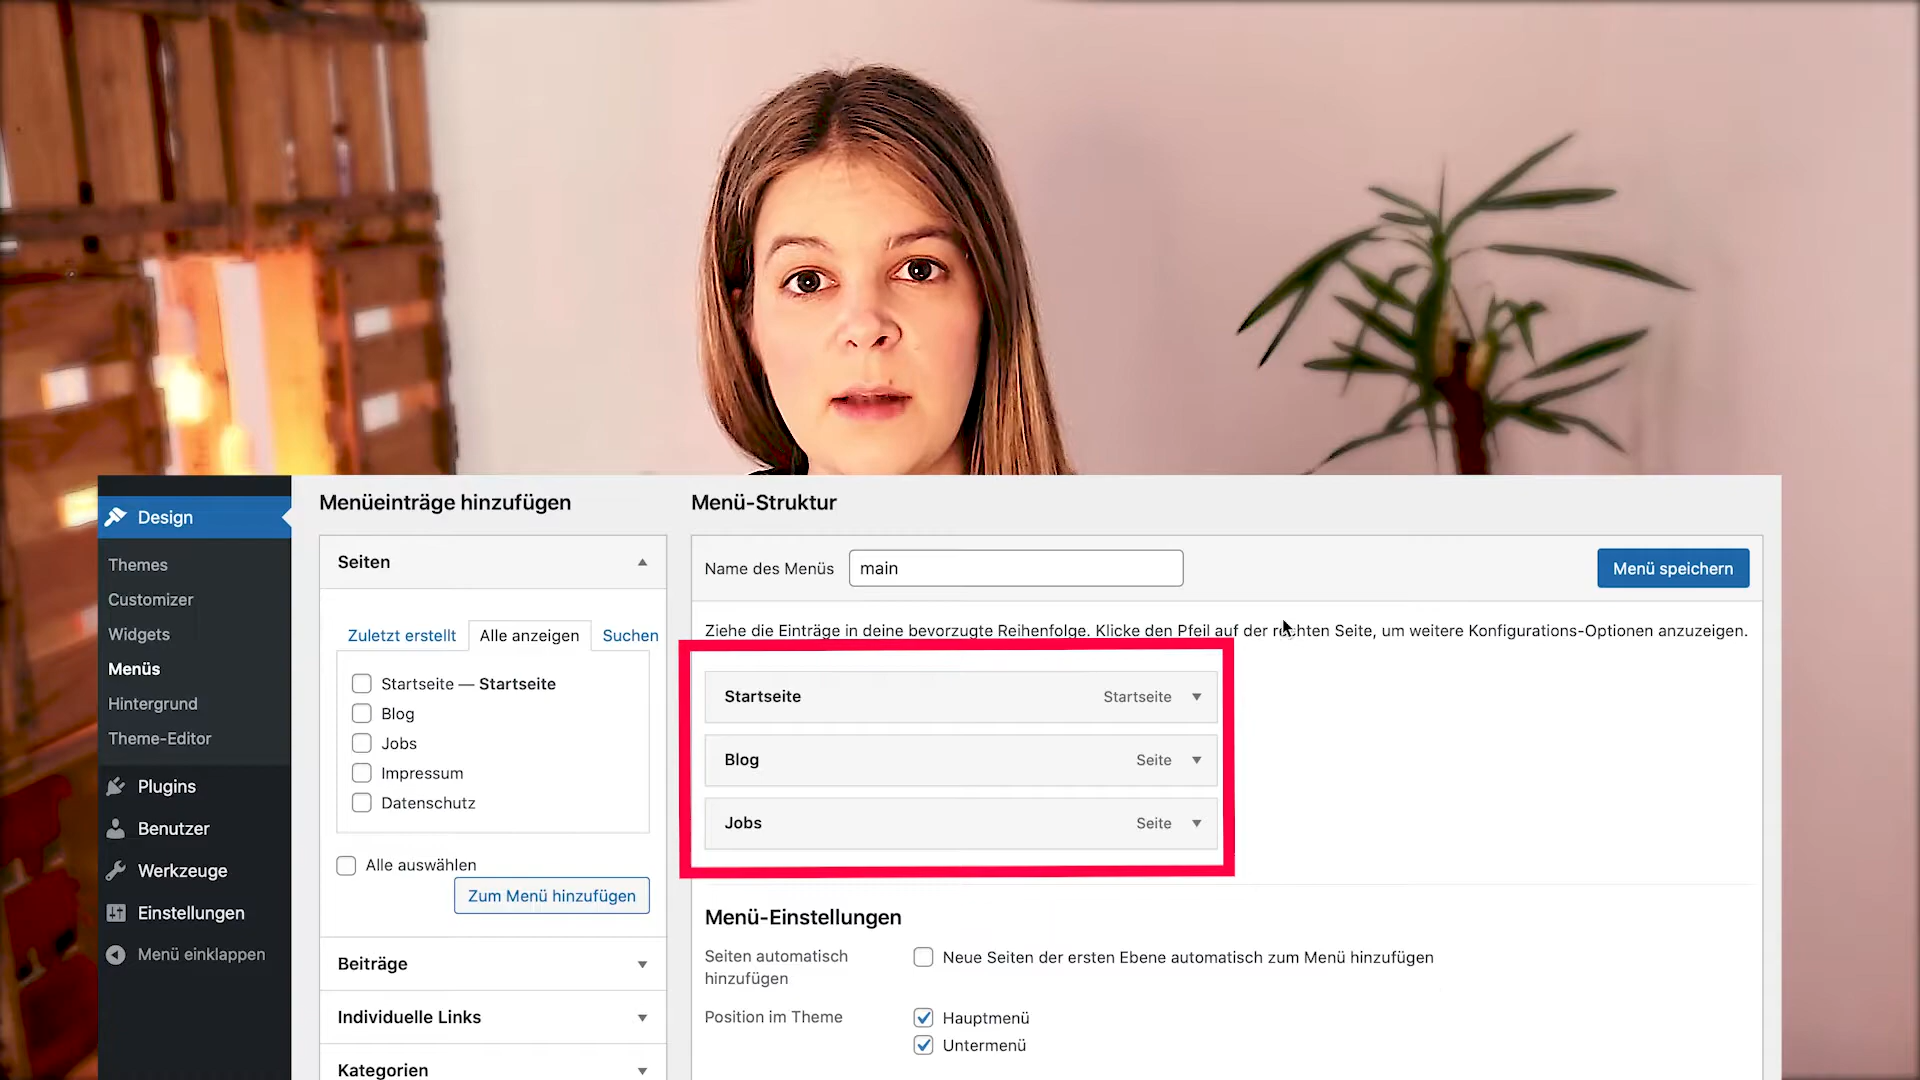 Design
Themes
Customizer
Widgets
Menüs
Hintergrund
Theme-Editor
Plugins
Benutzer
Werkzeuge
Einstellungen
Menü einklappen
Menüeinträge hinzufügen
Seiten
Zuletzt erstellt
Alle anzeigen
Suchen
Startseite — Startseite
Blog
Jobs
Impressum
Datenschutz
Alle auswählen
Zum Menü hinzufügen
Beiträge
Individuelle Links
Kategorien
Menü-Struktur
Name des Menüs main
Menü speichern
Ziehe die Einträge in deine bevorzugte Reihenfolge. Klicke den Pfeil auf der rechten Seite, um weitere Konfigurations-Optionen anzuzeigen.
Startseite Startseite
Blog Seite
Jobs Seite
Menü-Einstellungen
Seiten automatisch
hinzufügen
Neue Seiten der ersten Ebene automatisch zum Menü hinzufügen
Position im Theme
Hauptmenü
Untermenü